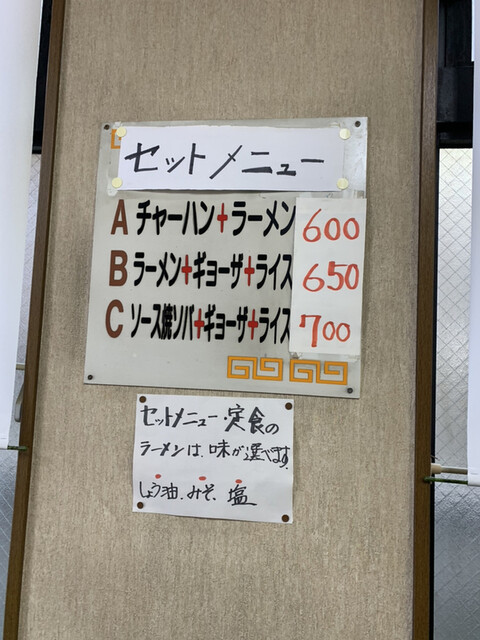 セットメニュー
A チャーハン+ラーメン 600
B ラーメン+ギョーザ+ライス 650
C ソース焼ソバ+ギョーザ+ライス 700
セットメニュー・定食の
ラーメンは、味が選べます。
しょう油、みそ、塩